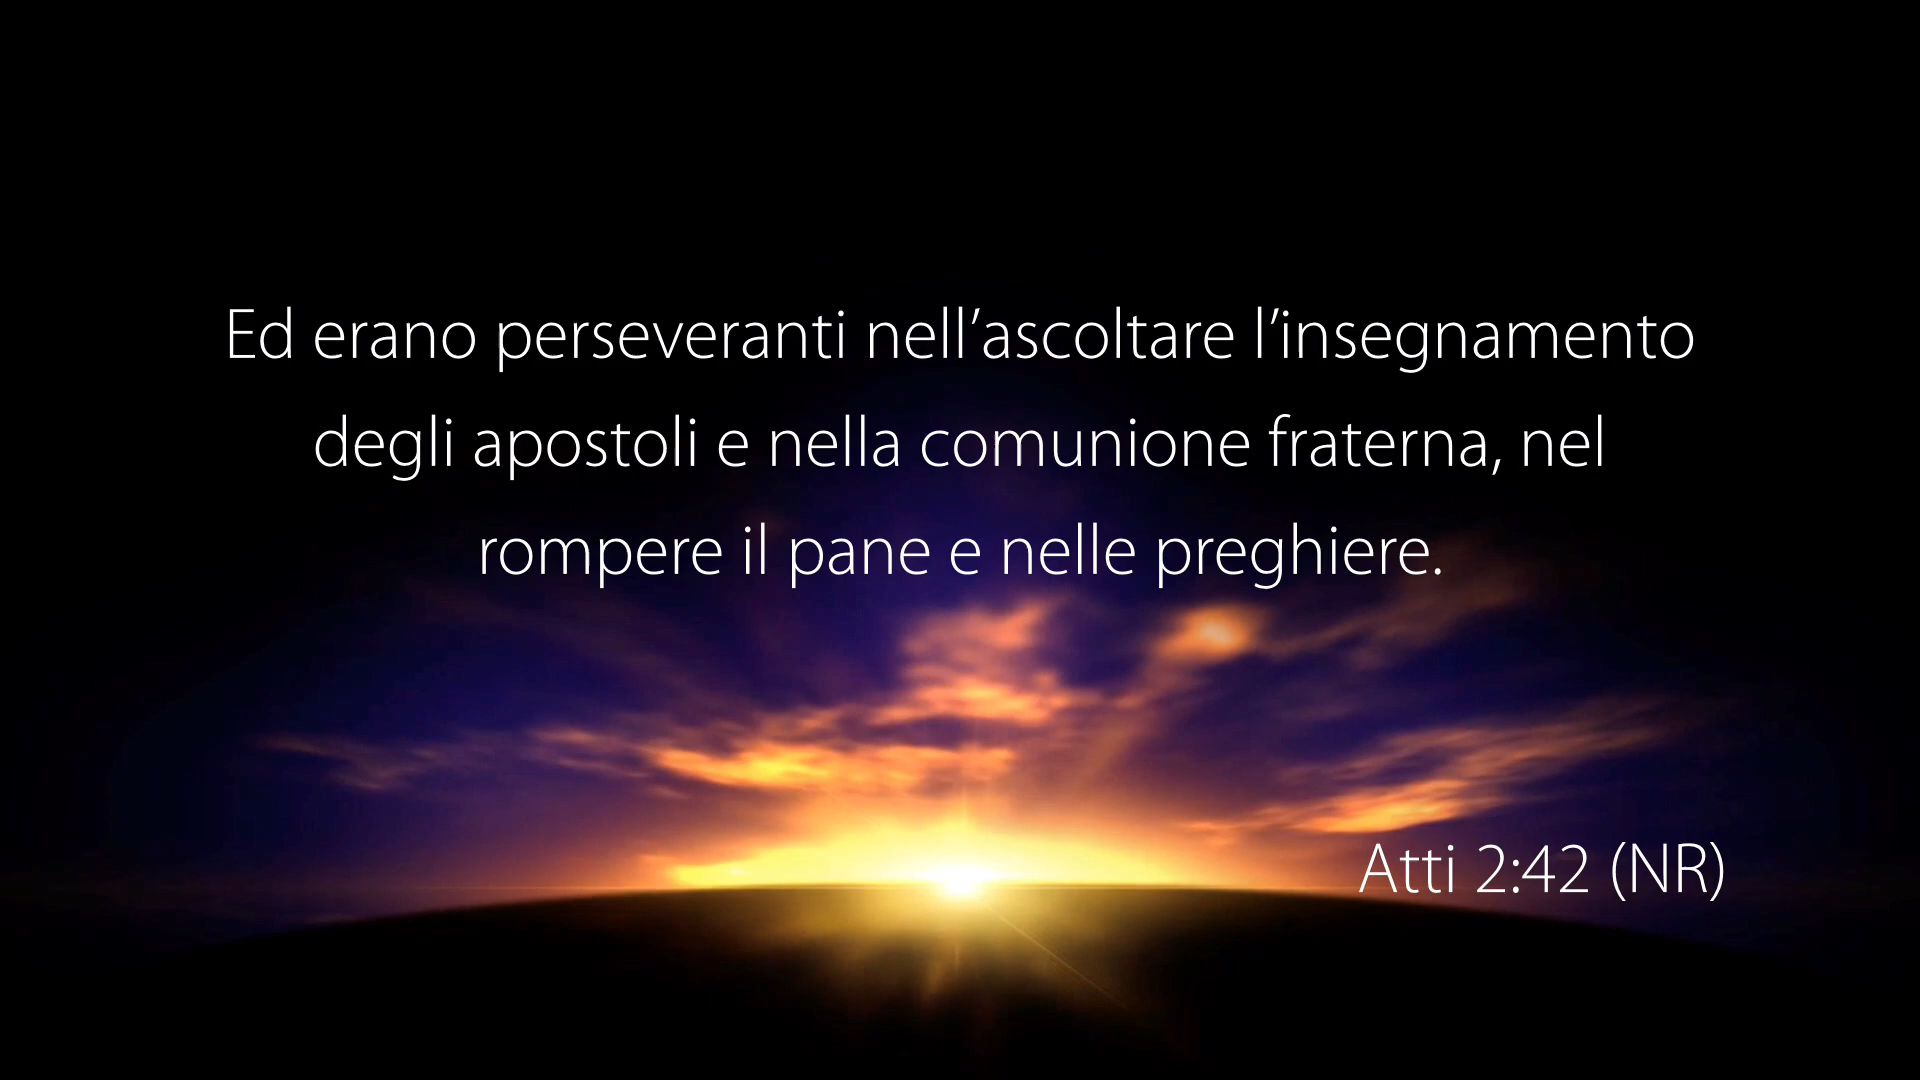 Ed erano perseveranti nell’ascoltare l’insegnamento
degli apostoli e nella comunione fraterna, nel
rompere il pane e nelle preghiere.
Atti 2:42 (NR)